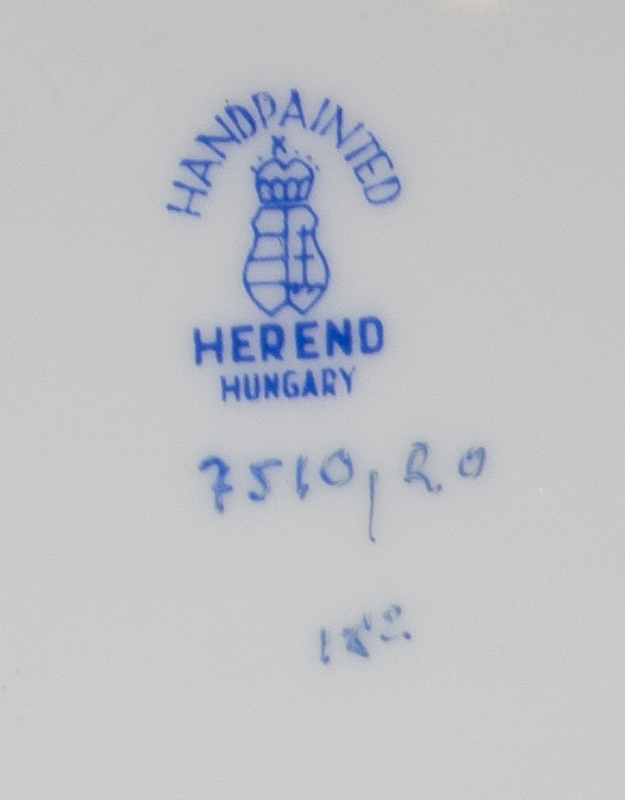 HANDPAINTED
HEREND
HUNGARY
7510, RO